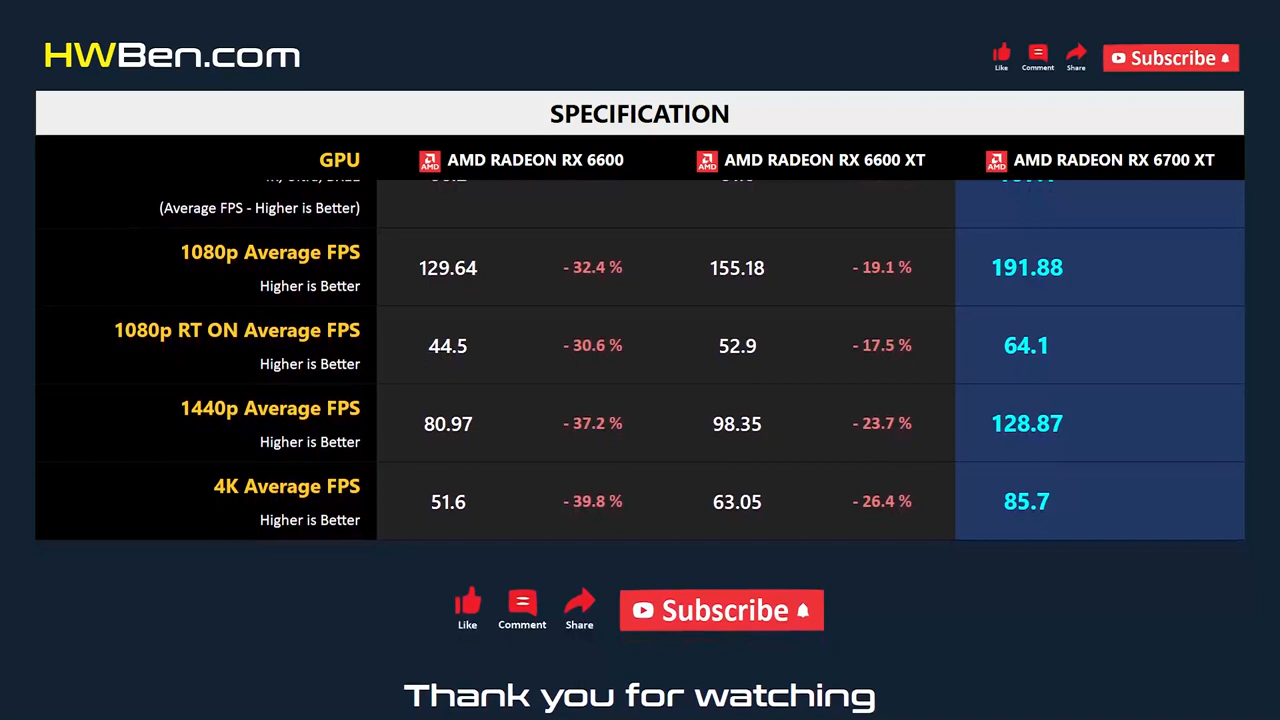 HWBen.com
Like Comment Share Subscribe
SPECIFICATION
GPU AMD AMD RADEON RX 6600 AMD AMD RADEON RX 6600 XT AMD AMD RADEON RX 6700 XT
(Average FPS - Higher is Better)
1080p Average FPS
Higher is Better
129.64 - 32.4 % 155.18 - 19.1 % 191.88
1080p RT ON Average FPS
Higher is Better
44.5 - 30.6 % 52.9 - 17.5 % 64.1
1440p Average FPS
Higher is Better
80.97 - 37.2 % 98.35 - 23.7 % 128.87
4K Average FPS
Higher is Better
51.6 - 39.8 % 63.05 - 26.4 % 85.7
Like Comment Share Subscribe
Thank you for watching